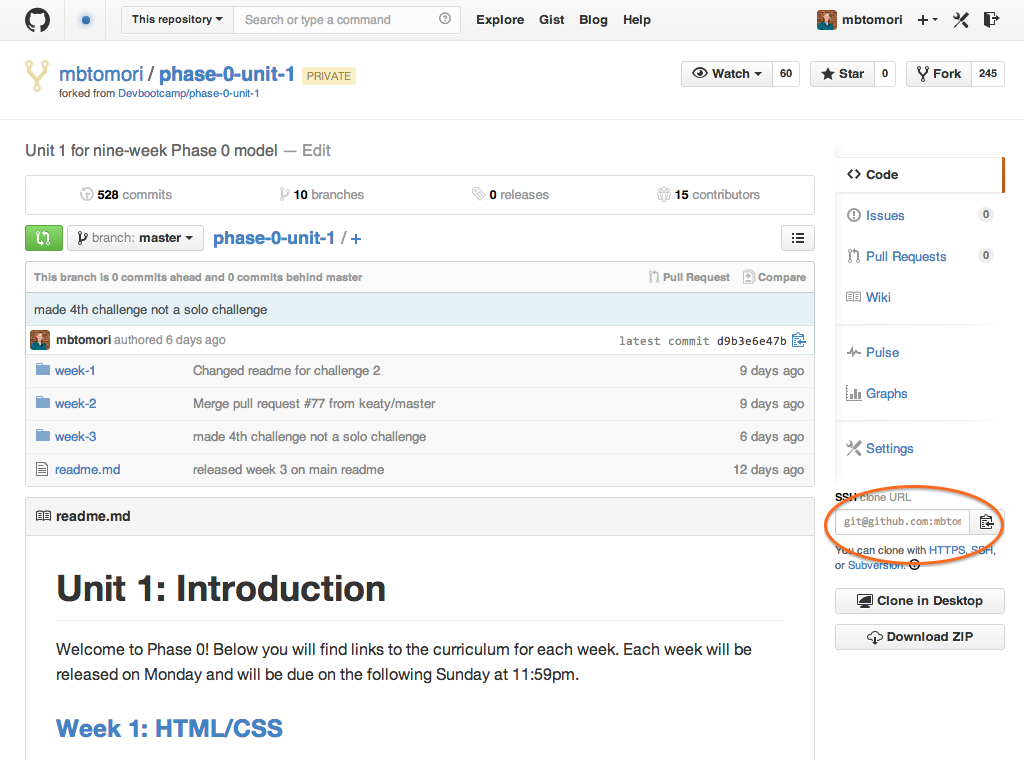 This repository Search or type a command Explore Gist Blog Help mbtomori
mbtomori / phase-0-unit-1 PRIVATE
forked from Devbootcamp/phase-0-unit-1
Watch 60 Star 0 Fork 245
Unit 1 for nine-week Phase 0 model — Edit
528 commits 10 branches 0 releases 15 contributors
branch: master phase-0-unit-1 / +
This branch is 0 commits ahead and 0 commits behind master Pull Request Compare
made 4th challenge not a solo challenge
mbtomori authored 6 days ago latest commit d9b3e6e47b
week-1 Changed readme for challenge 2 9 days ago
week-2 Merge pull request #77 from keaty/master 9 days ago
week-3 made 4th challenge not a solo challenge 6 days ago
readme.md released week 3 on main readme 12 days ago
readme.md
Unit 1: Introduction
Welcome to Phase 0! Below you will find links to the curriculum for each week. Each week will be
released on Monday and will be due on the following Sunday at 11:59pm.
Week 1: HTML/CSS
Code
Issues 0
Pull Requests 0
Wiki
Pulse
Graphs
Settings
SSH clone URL
git@github.com:mbtom
You can clone with HTTPS, SSH,
or Subversion.
Clone in Desktop
Download ZIP